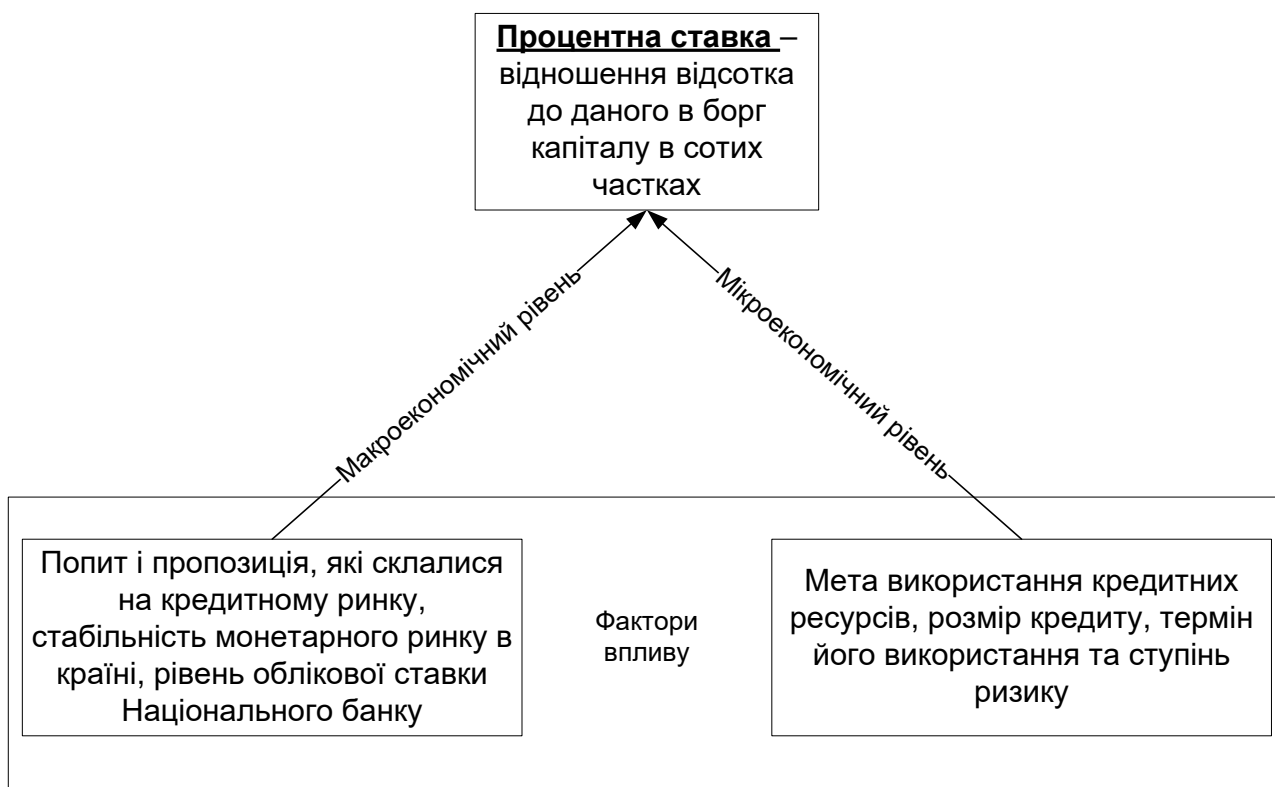 Процентна ставка –
відношення відсотка
до даного в борг
капіталу в сотих
частках
Макроекономічний рівень
Мікроекономічний рівень
Попит і пропозиція, які склалися
на кредитному ринку,
стабільність монетарного ринку в
країні, рівень облікової ставки
Національного банку
Фактори
впливу
Мета використання кредитних
ресурсів, розмір кредиту, термін
його використання та ступінь
ризику